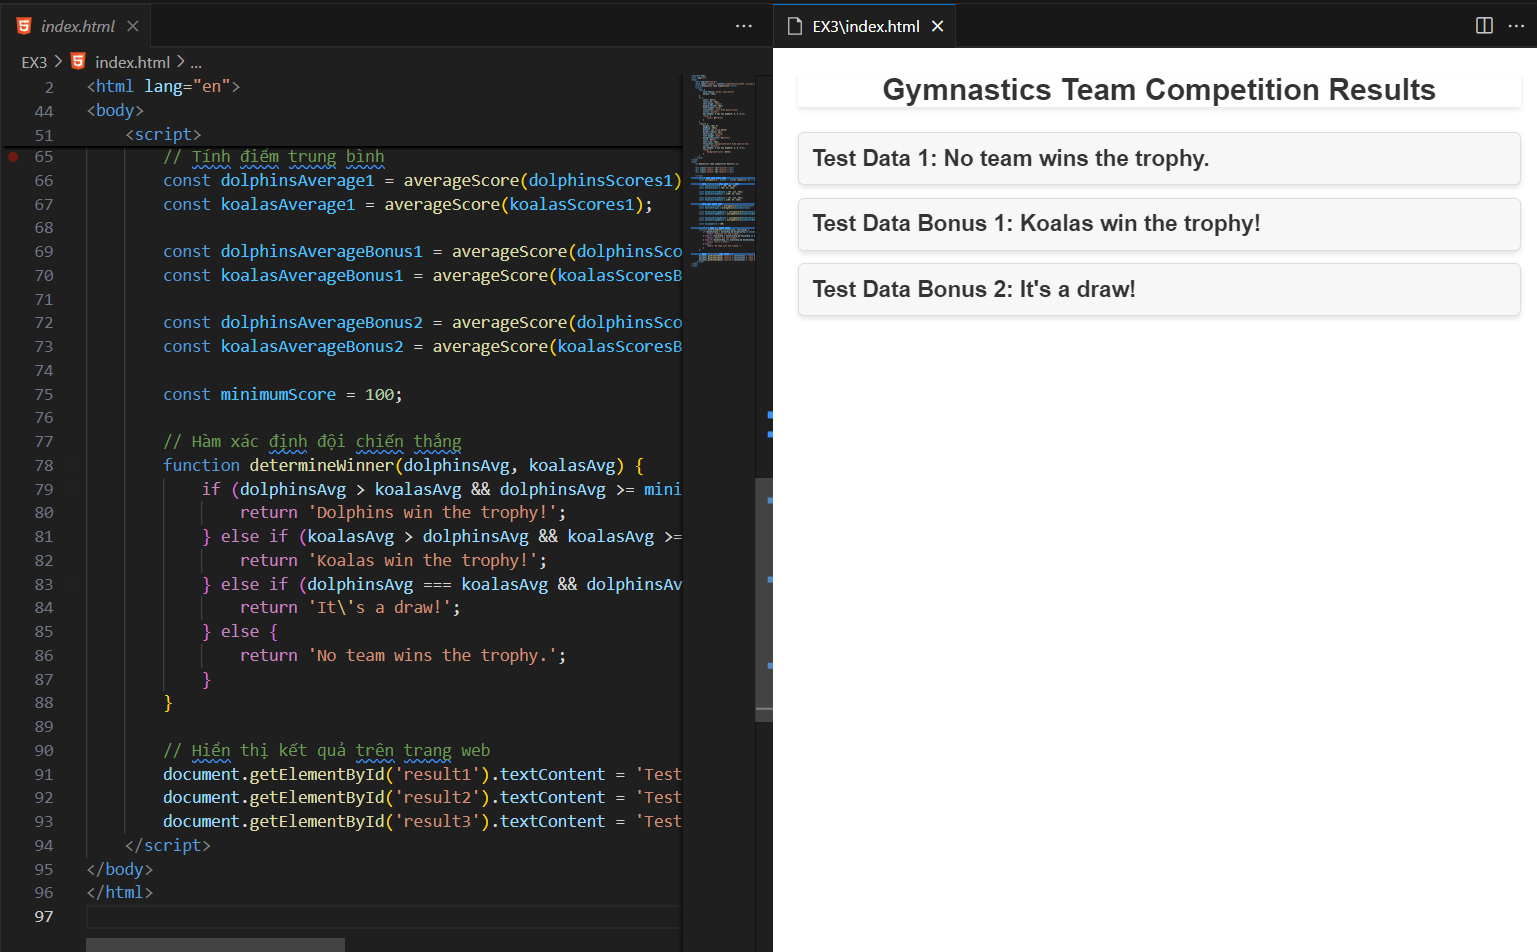 index.html
EX3 > index.html > ...
2 <html lang="en">
44 <body>
51 <script>
65 // Tính điểm trung bình
66 const dolphinsAverage1 = averageScore(dolphinsScores1)
67 const koalasAverage1 = averageScore(koalasScores1);
68
69 const dolphinsAverageBonus1 = averageScore(dolphinsSco
70 const koalasAverageBonus1 = averageScore(koalasScoresB
71
72 const dolphinsAverageBonus2 = averageScore(dolphinsSco
73 const koalasAverageBonus2 = averageScore(koalasScoresB
74
75 const minimumScore = 100;
76
77 // Hàm xác định đội chiến thắng
78 function determineWinner(dolphinsAvg, koalasAvg) {
79 if (dolphinsAvg > koalasAvg && dolphinsAvg >= mini
80 return 'Dolphins win the trophy!';
81 } else if (koalasAvg > dolphinsAvg && koalasAvg >=
82 return 'Koalas win the trophy!';
83 } else if (dolphinsAvg === koalasAvg && dolphinsAv
84 return 'It\'s a draw!';
85 } else {
86 return 'No team wins the trophy.';
87 }
88 }
89
90 // Hiển thị kết quả trên trang web
91 document.getElementById('result1').textContent = 'Test
92 document.getElementById('result2').textContent = 'Test
93 document.getElementById('result3').textContent = 'Test
94 </script>
95 </body>
96 </html>
97
EX3\index.html
Gymnastics Team Competition Results
Test Data 1: No team wins the trophy.
Test Data Bonus 1: Koalas win the trophy!
Test Data Bonus 2: It's a draw!